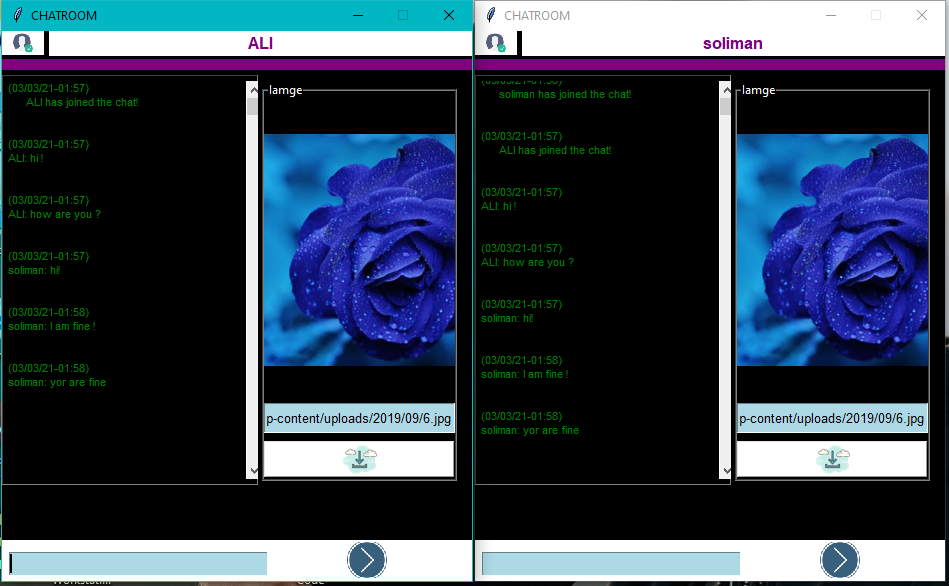 CHATROOM
ALI
(03/03/21-01:57)
ALI has joined the chat!
(03/03/21-01:57)
ALI: hi !
(03/03/21-01:57)
ALI: how are you ?
(03/03/21-01:57)
soliman: hi!
(03/03/21-01:58)
soliman: I am fine !
(03/03/21-01:58)
soliman: yor are fine
Iamge
p-content/uploads/2019/09/6.jpg
CHATROOM
soliman
soliman has joined the chat!
(03/03/21-01:57)
ALI has joined the chat!
(03/03/21-01:57)
ALI: hi !
(03/03/21-01:57)
ALI: how are you ?
(03/03/21-01:57)
soliman: hi!
(03/03/21-01:58)
soliman: I am fine !
(03/03/21-01:58)
soliman: yor are fine
Iamge
p-content/uploads/2019/09/6.jpg
Code